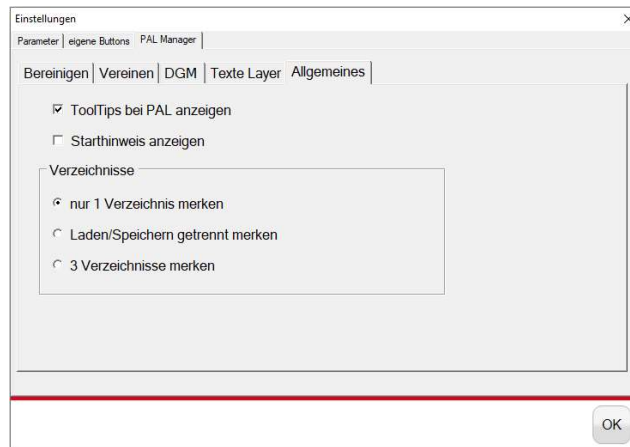 Einstellungen
Parameter eigene Buttons PAL Manager
Bereinigen Vereinen DGM Texte Layer Allgemeines
ToolTips bei PAL anzeigen
Starthinweis anzeigen
Verzeichnisse
nur 1 Verzeichnis merken
Laden/Speichern getrennt merken
3 Verzeichnisse merken
OK